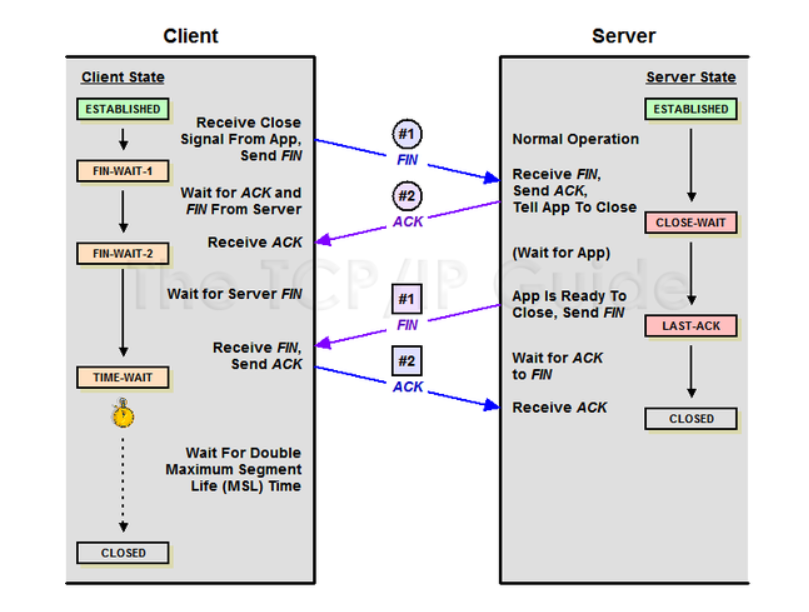 Client
Server
Client State
ESTABLISHED
FIN-WAIT-1
FIN-WAIT-2
TIME-WAIT
CLOSED
Receive Close
Signal From App,
Send FIN
Wait for ACK and
FIN From Server
Receive ACK
Wait for Server FIN
Receive FIN,
Send ACK
Wait For Double
Maximum Segment
Life (MSL) Time
#1
FIN
#2
ACK
#1
FIN
#2
ACK
Normal Operation
Receive FIN,
Send ACK,
Tell App To Close
(Wait for App)
App Is Ready To
Close, Send FIN
Wait for ACK
to FIN
Receive ACK
Server State
ESTABLISHED
CLOSE-WAIT
LAST-ACK
CLOSED
The TCP/IP Guide